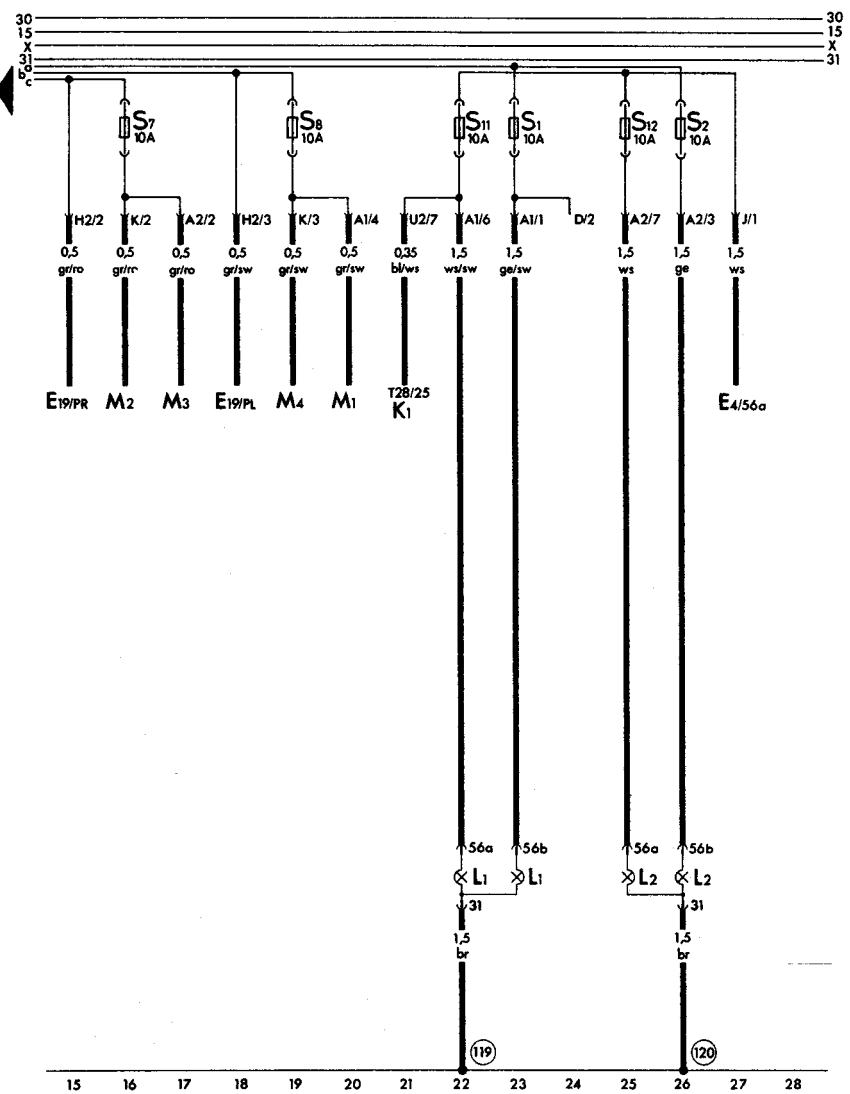 30 30
15 15
X X
31 31
a
b
c
S7 S8 S11 S1 S12 S2
10A 10A 10A 10A 10A 10A
H2/2 K/2 A2/2 H2/3 K/3 A1/4 U2/7 A1/6 A1/1 D/2 A2/7 A2/3 J/1
0,5 0,5 0,5 0,5 0,5 0,5 0,35 1,5 1,5 1,5 1,5 1,5
gr/ro gr/ro gr/ro gr/sw gr/sw gr/sw bl/ws ws/sw ge/sw ws ge ws
T28/25
E19/PR M2 M3 E19/PL M4 M1 K1 E4/56a
56a 56b 56a 56b
L1 L1 L2 L2
31 31
1,5 1,5
br br
119 120
15 16 17 18 19 20 21 22 23 24 25 26 27 28